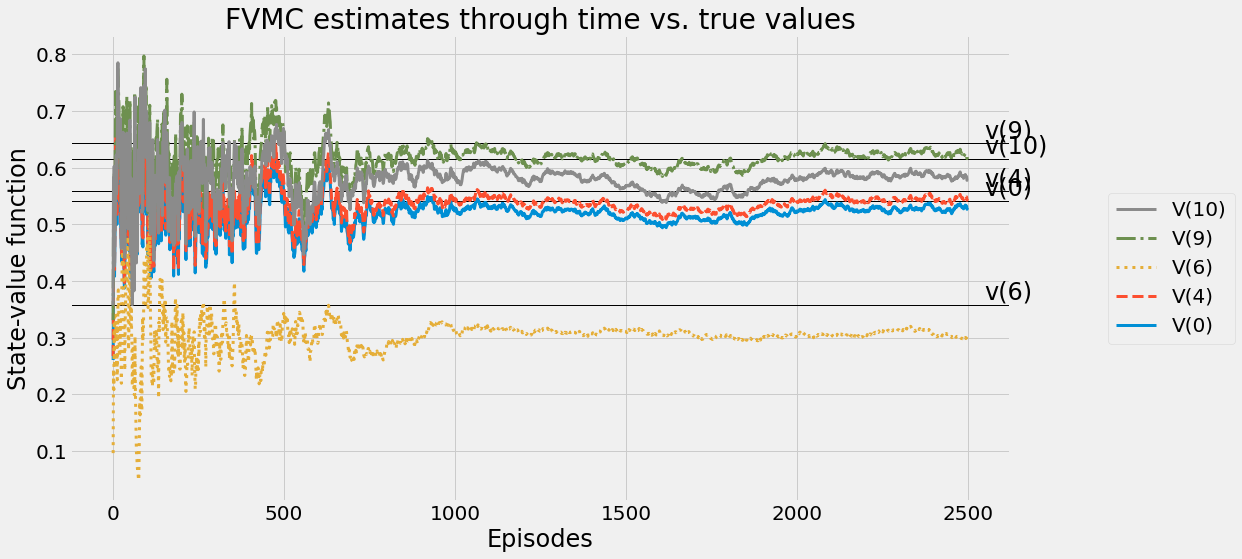 FVMC estimates through time vs. true values
State-value function
0.8
0.7
0.6
0.5
0.4
0.3
0.2
0.1
v(9)
v(10)
v(4)
v(0)
v(6)
V(10)
V(9)
V(6)
V(4)
V(0)
0
500
1000
1500
2000
2500
Episodes